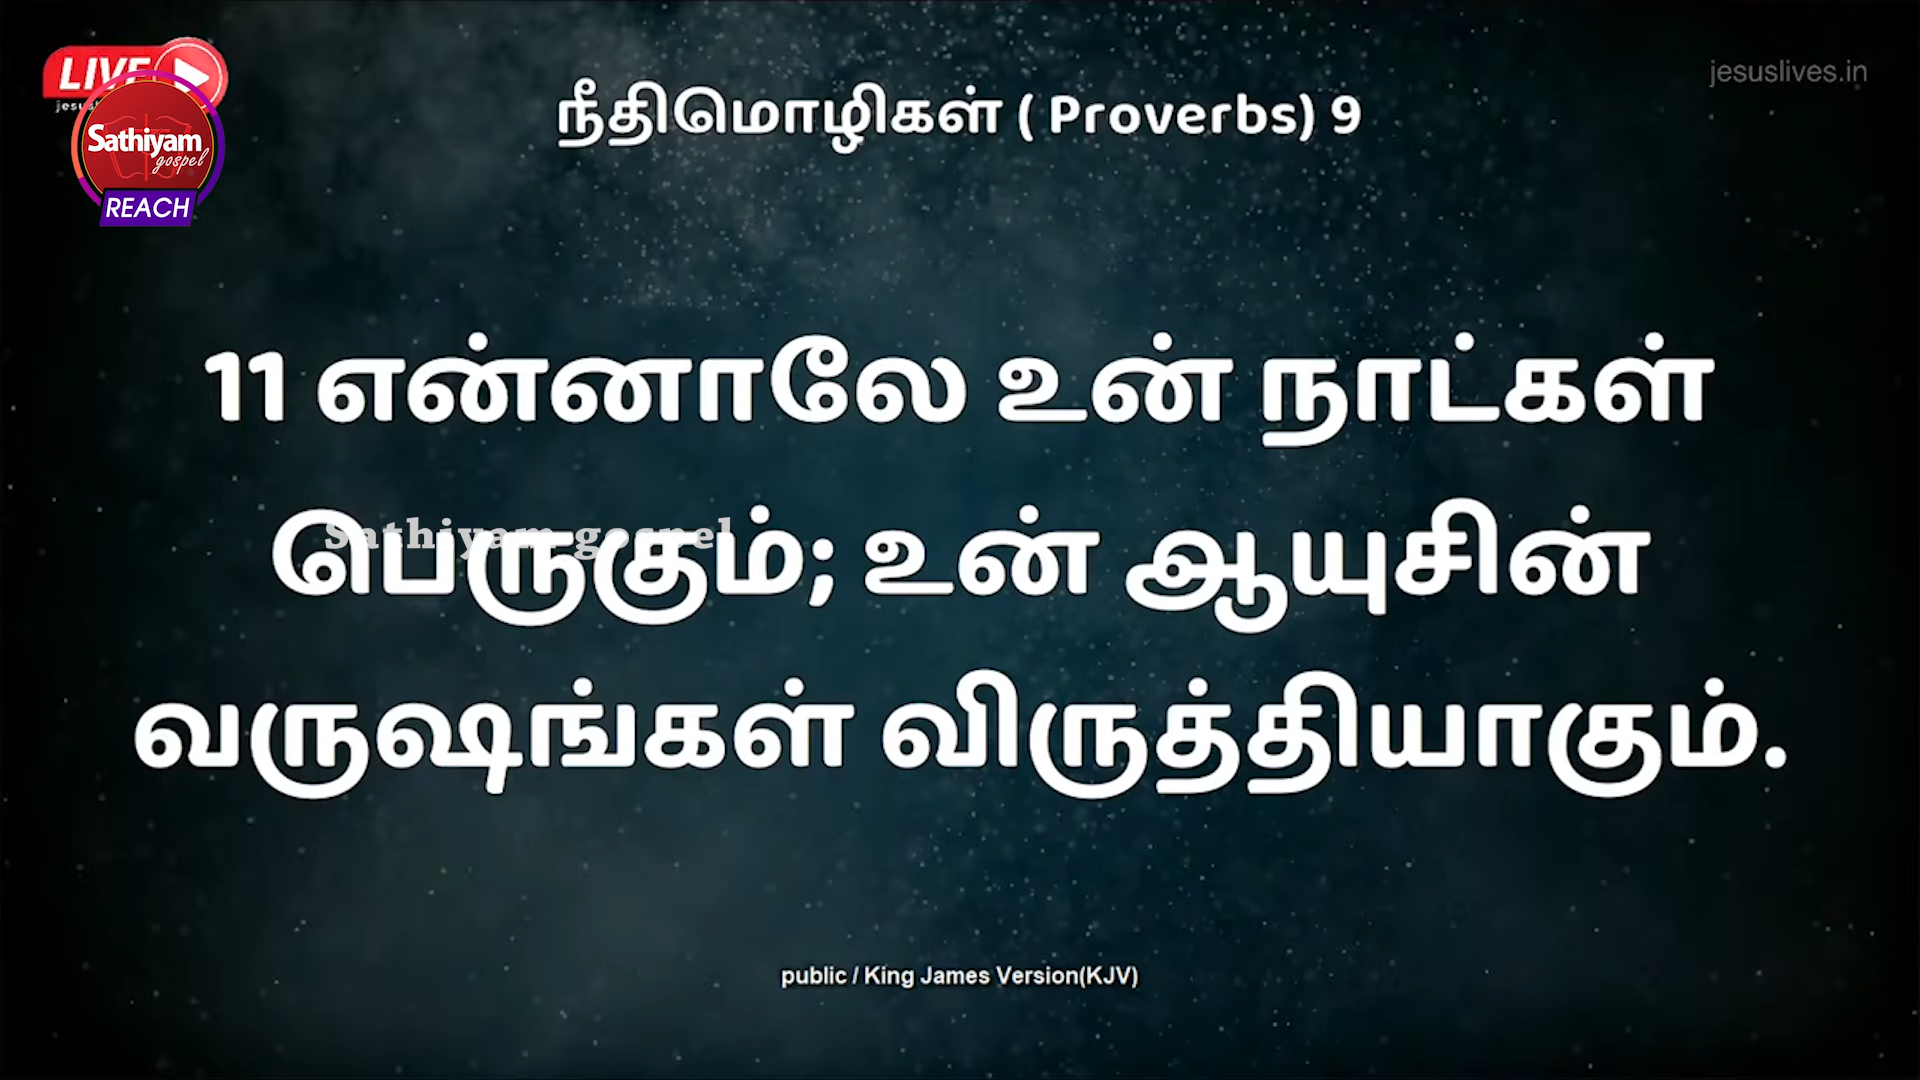 LIVE
jesuslives.in
Sathiyam
gospel
REACH
நீதிமொழிகள் ( Proverbs) 9
11 என்னாலே உன் நாட்கள்
பெருகும்; உன் ஆயுசின்
Sathiyam gospel
வருஷங்கள் விருத்தியாகும்.
public / King James Version(KJV)